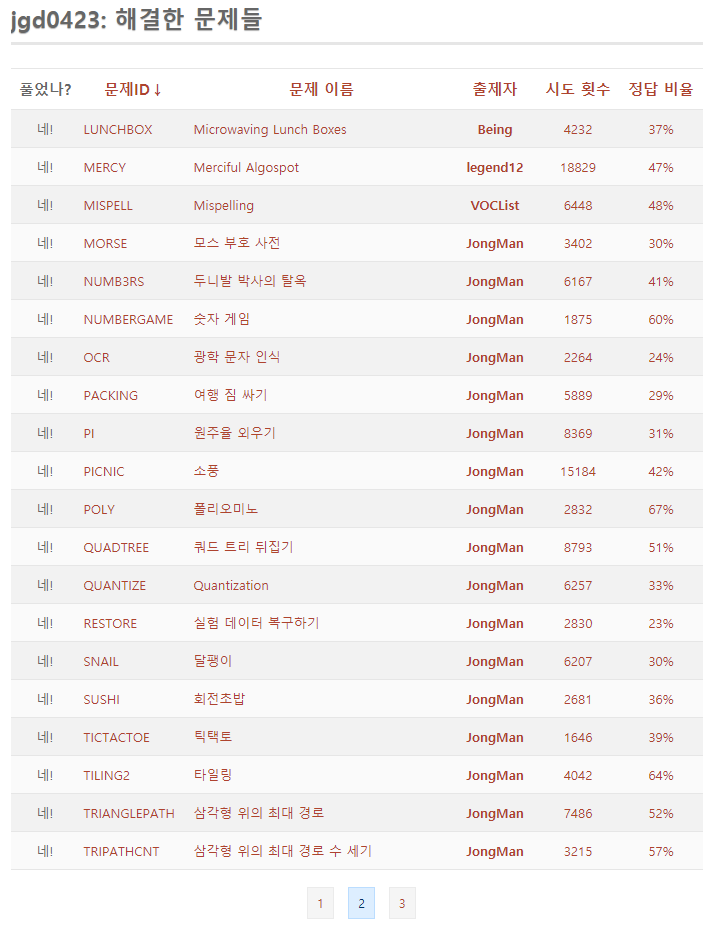 jgd0423: 해결한 문제들
풀었나? 문제ID↓ 문제 이름 출제자 시도 횟수 정답 비율
네! LUNCHBOX Microwaving Lunch Boxes Being 4232 37%
네! MERCY Merciful Algospot legend12 18829 47%
네! MISPELL Mispelling VOCList 6448 48%
네! MORSE 모스 부호 사전 JongMan 3402 30%
네! NUMB3RS 두니발 박사의 탈옥 JongMan 6167 41%
네! NUMBERGAME 숫자 게임 JongMan 1875 60%
네! OCR 광학 문자 인식 JongMan 2264 24%
네! PACKING 여행 짐 싸기 JongMan 5889 29%
네! PI 원주율 외우기 JongMan 8369 31%
네! PICNIC 소풍 JongMan 15184 42%
네! POLY 폴리오미노 JongMan 2832 67%
네! QUADTREE 쿼드 트리 뒤집기 JongMan 8793 51%
네! QUANTIZE Quantization JongMan 6257 33%
네! RESTORE 실험 데이터 복구하기 JongMan 2830 23%
네! SNAIL 달팽이 JongMan 6207 30%
네! SUSHI 회전초밥 JongMan 2681 36%
네! TICTACTOE 틱택토 JongMan 1646 39%
네! TILING2 타일링 JongMan 4042 64%
네! TRIANGLEPATH 삼각형 위의 최대 경로 JongMan 7486 52%
네! TRIPATHCNT 삼각형 위의 최대 경로 수 세기 JongMan 3215 57%
1 2 3